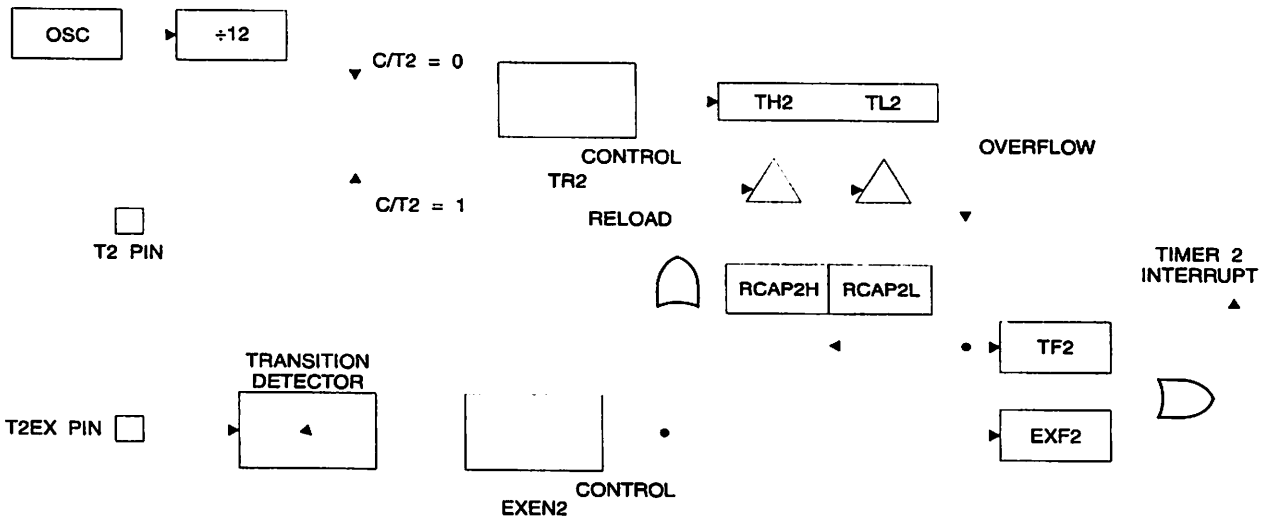 OSC
÷12
C/T2 = 0
TH2 TL2
OVERFLOW
CONTROL
TR2
C/T2 = 1
RELOAD
T2 PIN
TIMER 2
INTERRUPT
RCAP2H RCAP2L
TF2
TRANSITION
DETECTOR
T2EX PIN
EXF2
CONTROL
EXEN2